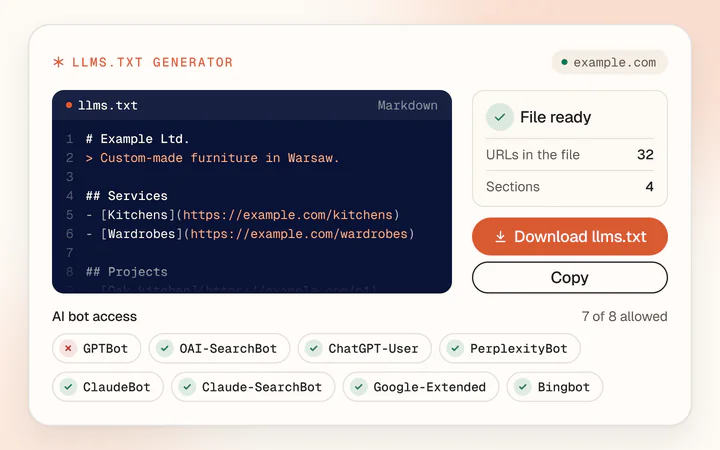 LLMS.TXT GENERATOR
example.com
llms.txt
Markdown
1 # Example Ltd.
2 > Custom-made furniture in Warsaw.
3
4 ## Services
5 - [Kitchens](https://example.com/kitchens)
6 - [Wardrobes](https://example.com/wardrobes)
7
8 ## Projects
File ready
URLs in the file 32
Sections 4
Download llms.txt
Copy
AI bot access
7 of 8 allowed
GPTBot OAI-SearchBot ChatGPT-User PerplexityBot
ClaudeBot Claude-SearchBot Google-Extended Bingbot